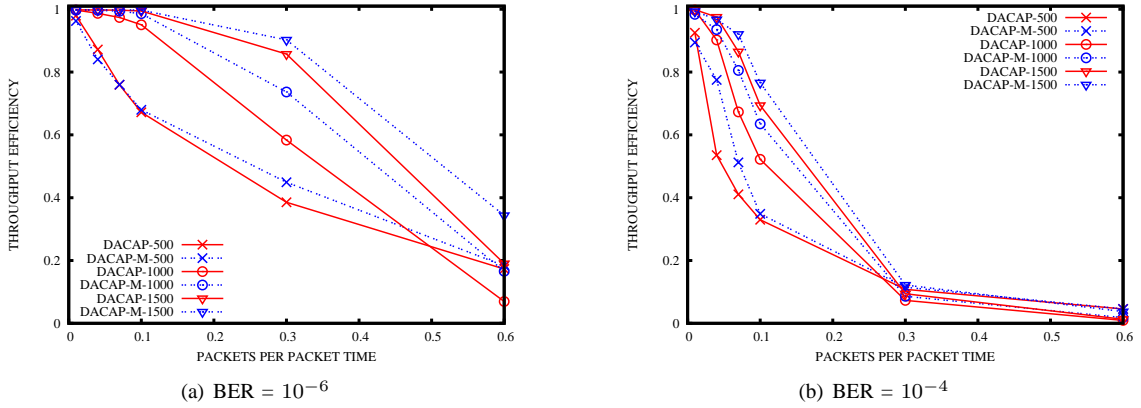 1
0.8
0.6
0.4
0.2
0
THROUGHPUT EFFICIENCY
DACAP-500
DACAP-M-500
DACAP-1000
DACAP-M-1000
DACAP-1500
DACAP-M-1500
0 0.1 0.2 0.3 0.4 0.5 0.6
PACKETS PER PACKET TIME
(a) BER = 10⁻⁶
1
0.8
0.6
0.4
0.2
0
THROUGHPUT EFFICIENCY
DACAP-500
DACAP-M-500
DACAP-1000
DACAP-M-1000
DACAP-1500
DACAP-M-1500
0 0.1 0.2 0.3 0.4 0.5 0.6
PACKETS PER PACKET TIME
(b) BER = 10⁻⁴